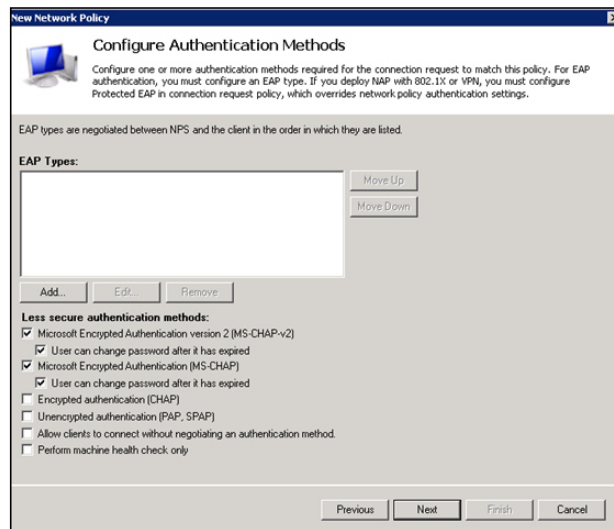 New Network Policy
Configure Authentication Methods
Configure one or more authentication methods required for the connection request to match this policy. For EAP
authentication, you must configure an EAP type. If you deploy NAP with 802.1X or VPN, you must configure
Protected EAP in connection request policy, which overrides network policy authentication settings.
EAP types are negotiated between NPS and the client in the order in which they are listed.
EAP Types:
Move Up
Move Down
Add... Edit... Remove
Less secure authentication methods:
Microsoft Encrypted Authentication version 2 (MS-CHAP-v2)
User can change password after it has expired
Microsoft Encrypted Authentication (MS-CHAP)
User can change password after it has expired
Encrypted authentication (CHAP)
Unencrypted authentication (PAP, SPAP)
Allow clients to connect without negotiating an authentication method.
Perform machine health check only
Previous Next Finish Cancel